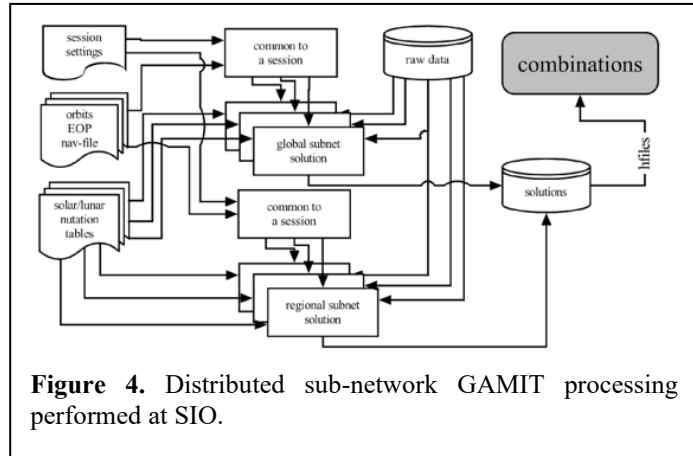 session
settings
common to
a session
raw data
combinations
orbits
EOP
nav-file
global subnet
solution
hfiles
solar/lunar
nutation
tables
common to
a session
solutions
regional subnet
solution
Figure 4. Distributed sub-network GAMIT processing
performed at SIO.